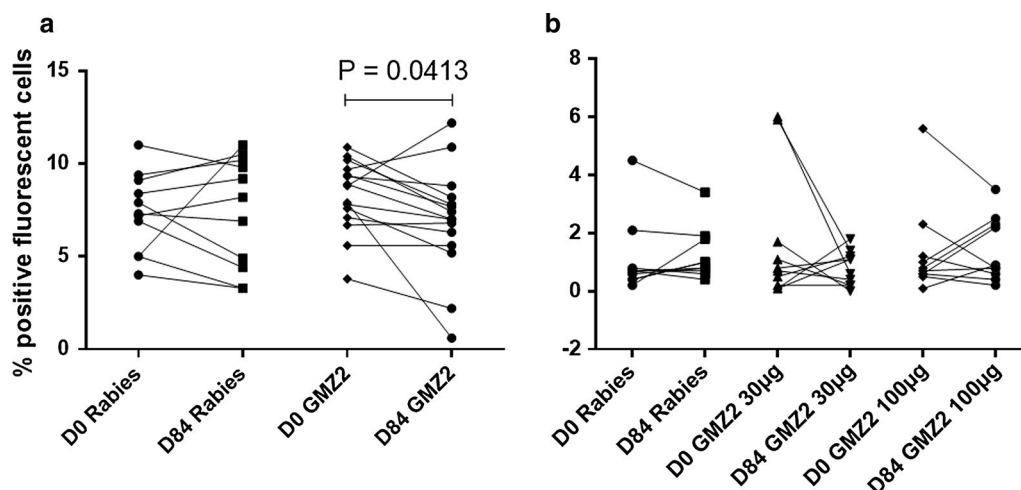 a
b
% positive fluorescent cells
15
10
5
0
P = 0.0413
D0 Rabies
D84 Rabies
D0 GMZ2
D84 GMZ2
8
6
4
2
0
-2
D0 Rabies
D84 Rabies
D0 GMZ2 30µg
D84 GMZ2 30µg
D0 GMZ2 100µg
D84 GMZ2 100µg